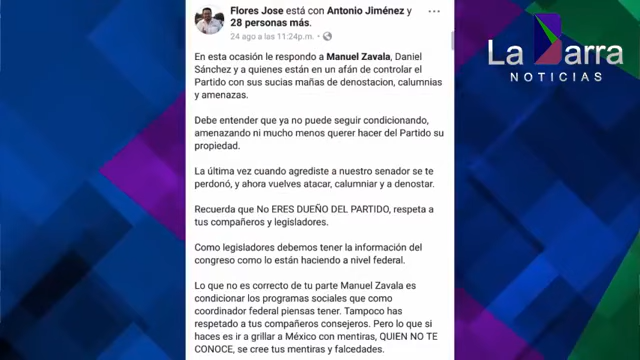 Flores Jose está con Antonio Jiménez y
28 personas más.
24 ago a las 11:24p.m.
En esta ocasión le respondo a Manuel Zavala, Daniel
Sánchez y a quienes están en un afán de controlar el
Partido con sus sucias mañas de denostacion, calumnias
y amenazas.
Debe entender que ya no puede seguir condicionando,
amenazando ni mucho menos querer hacer del Partido su
propiedad.
La última vez cuando agrediste a nuestro senador se te
perdonó, y ahora vuelves atacar, calumniar y a denostar.
Recuerda que No ERES DUEÑO DEL PARTIDO, respeta a
tus compañeros y legisladores.
Como legisladores debemos tener la información del
congreso como lo están haciendo a nivel federal.
Lo que no es correcto de tu parte Manuel Zavala es
condicionar los programas sociales que como
coordinador federal piensas tener. Tampoco has
respetado a tus compañeros consejeros. Pero lo que si
haces es ir a grillar a México con mentiras, QUIEN NO TE
CONOCE, se cree tus mentiras y falcedades.
La Barra
NOTICIAS